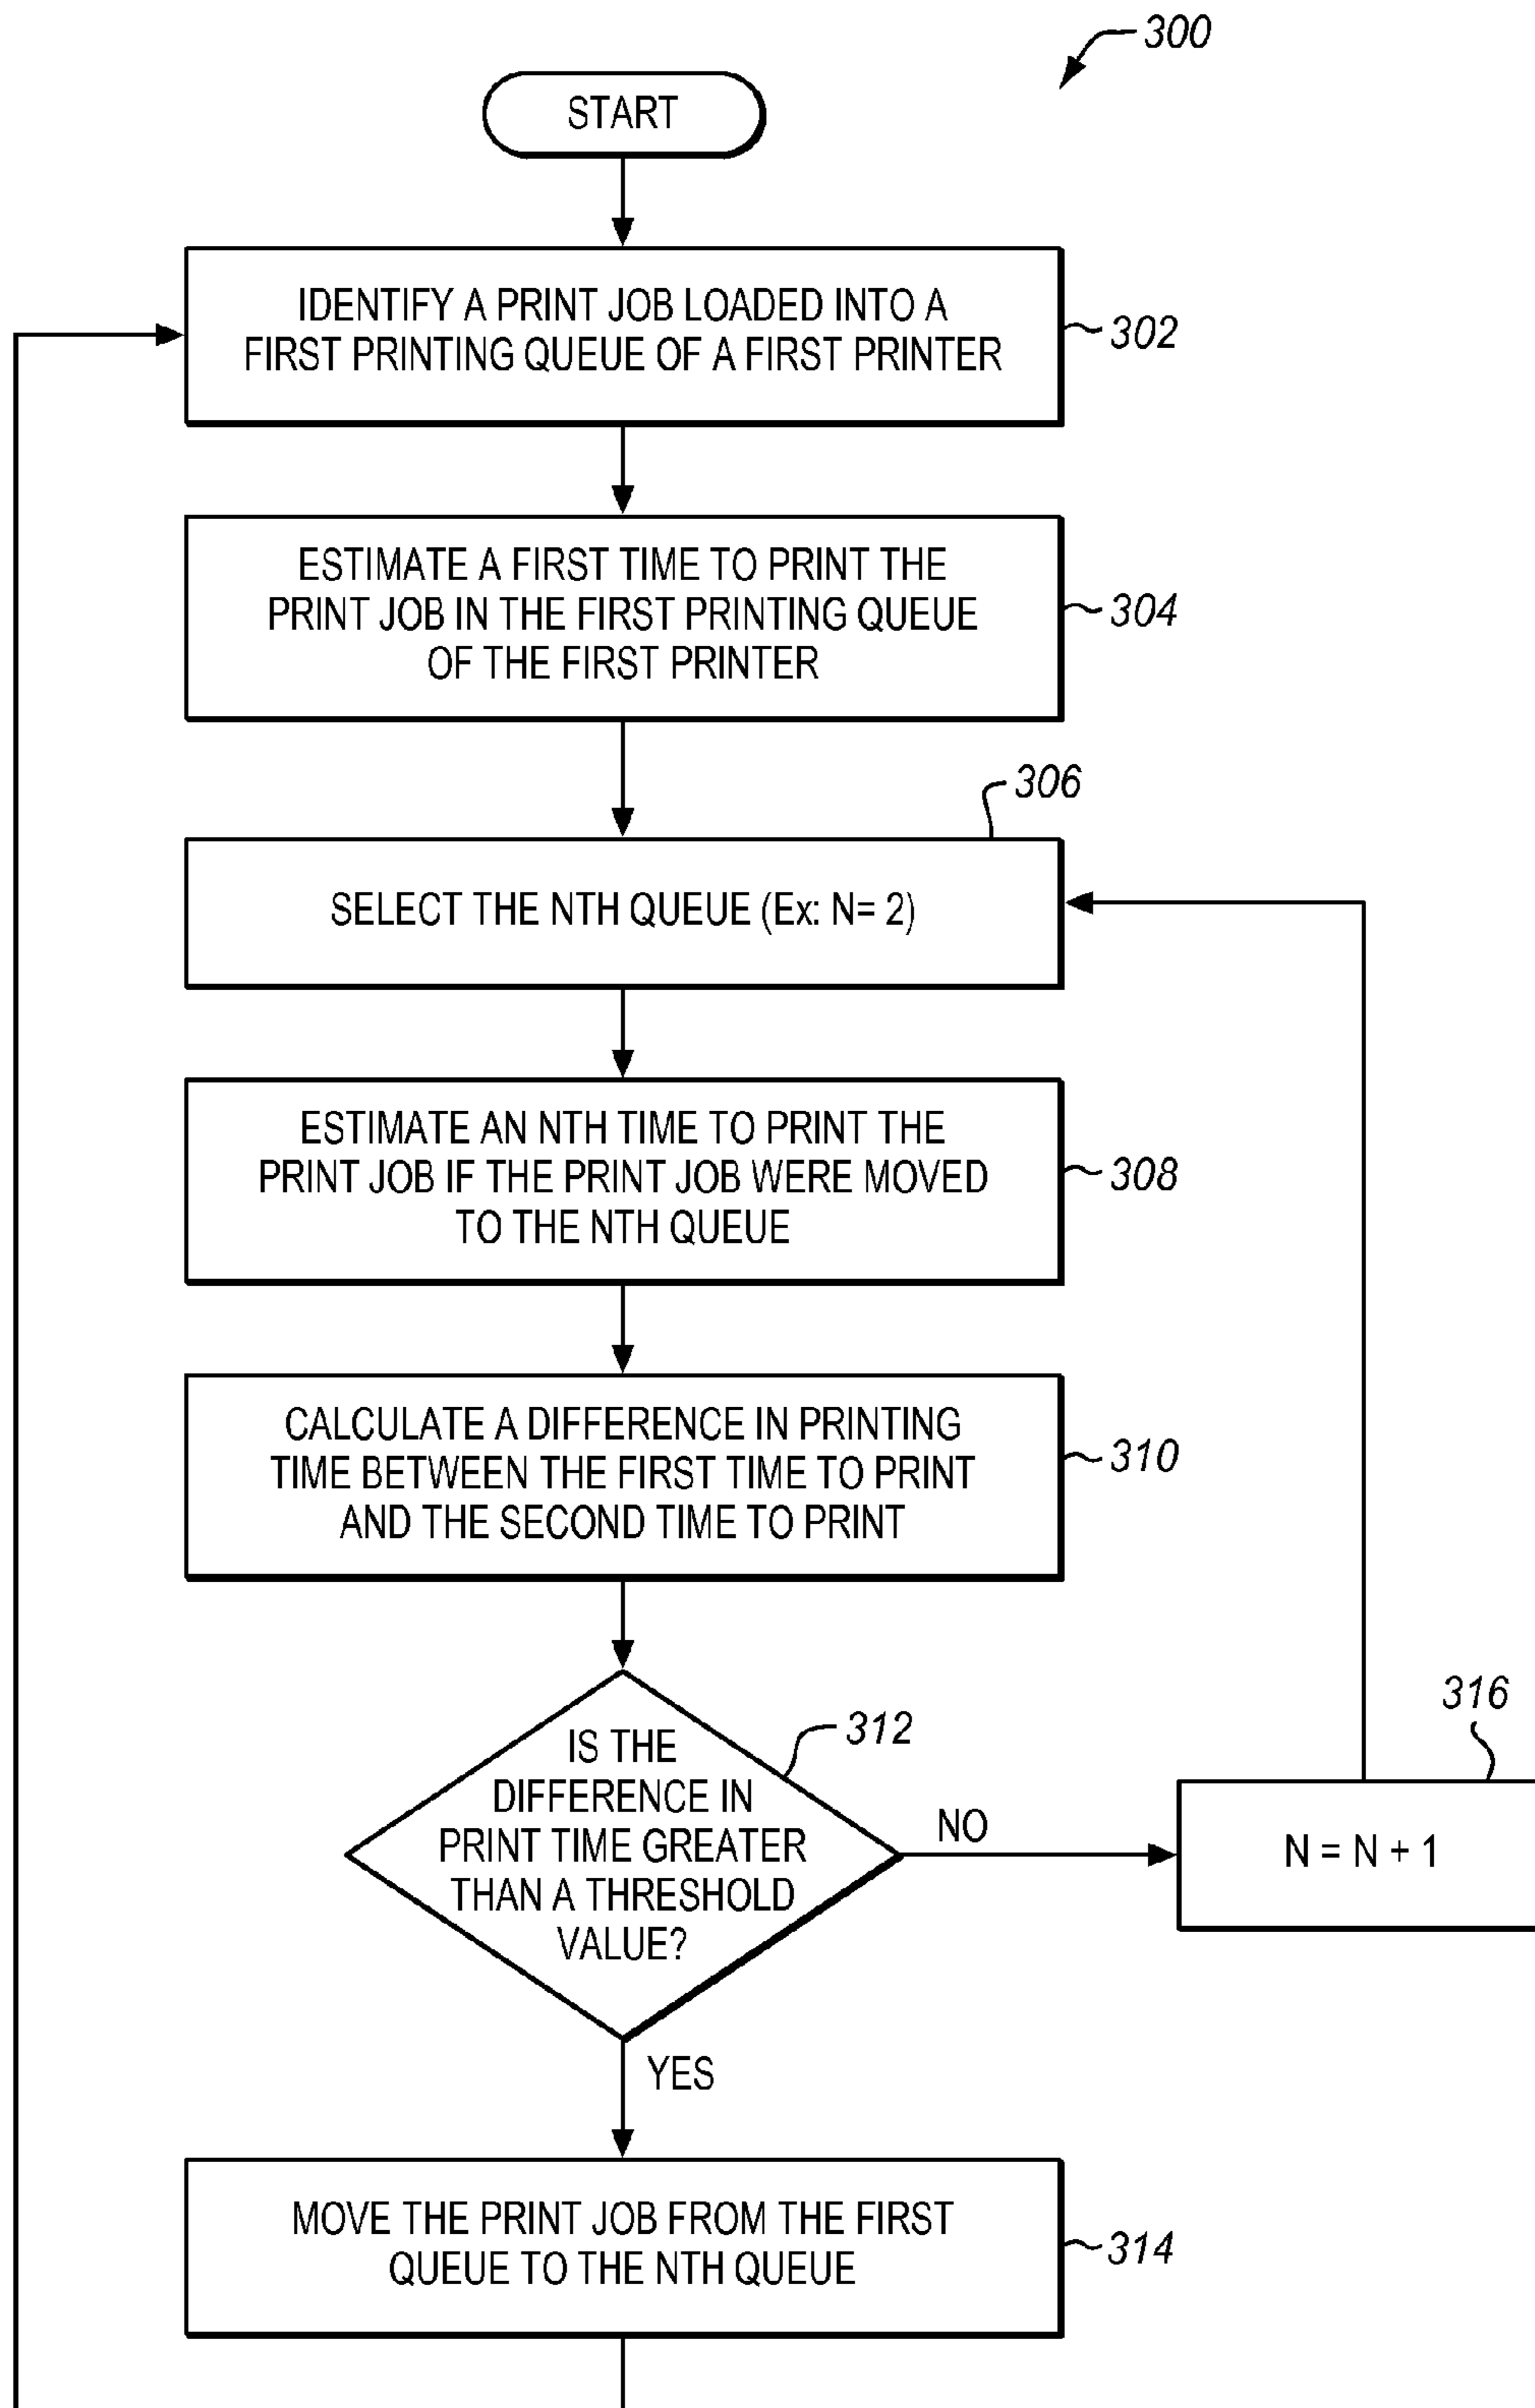 300
START
IDENTIFY A PRINT JOB LOADED INTO A
FIRST PRINTING QUEUE OF A FIRST PRINTER
302
ESTIMATE A FIRST TIME TO PRINT THE
PRINT JOB IN THE FIRST PRINTING QUEUE
OF THE FIRST PRINTER
304
306
SELECT THE NTH QUEUE (Ex: N= 2)
ESTIMATE AN NTH TIME TO PRINT THE
PRINT JOB IF THE PRINT JOB WERE MOVED
TO THE NTH QUEUE
308
CALCULATE A DIFFERENCE IN PRINTING
TIME BETWEEN THE FIRST TIME TO PRINT
AND THE SECOND TIME TO PRINT
310
IS THE
DIFFERENCE IN
PRINT TIME GREATER
THAN A THRESHOLD
VALUE?
312
NO
316
N = N + 1
YES
MOVE THE PRINT JOB FROM THE FIRST
QUEUE TO THE NTH QUEUE
314